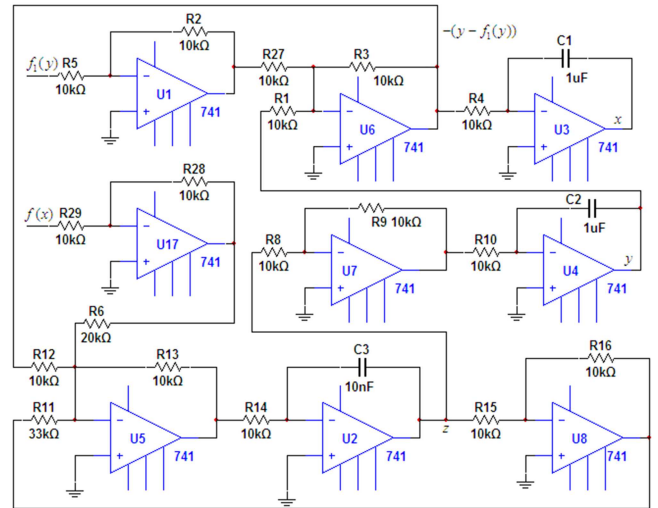 R2
10kΩ
f₁(y)
R5
10kΩ
U1
741
R27
10kΩ
R3
10kΩ
-(y - f₁(y))
R1
10kΩ
U6
741
R4
10kΩ
C1
1uF
U3
x
741
R28
10kΩ
f(x)
R29
10kΩ
U17
741
R9 10kΩ
R8
10kΩ
U7
741
R10
10kΩ
C2
1uF
U4
y
741
R6
20kΩ
R12
10kΩ
R13
10kΩ
R11
33kΩ
U5
741
R14
10kΩ
C3
10nF
U2
741
z
R15
10kΩ
R16
10kΩ
U8
741